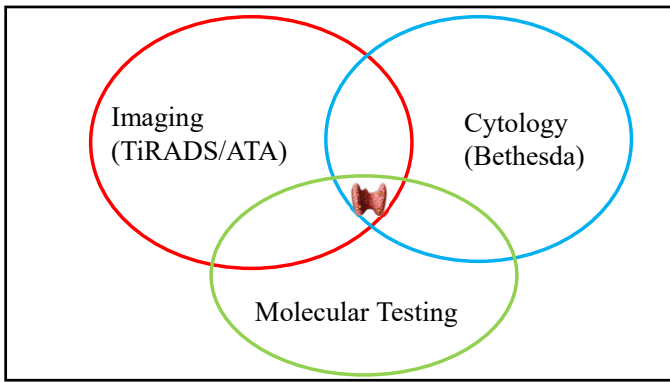 Imaging
(TiRADS/ATA)
Cytology
(Bethesda)
Molecular Testing